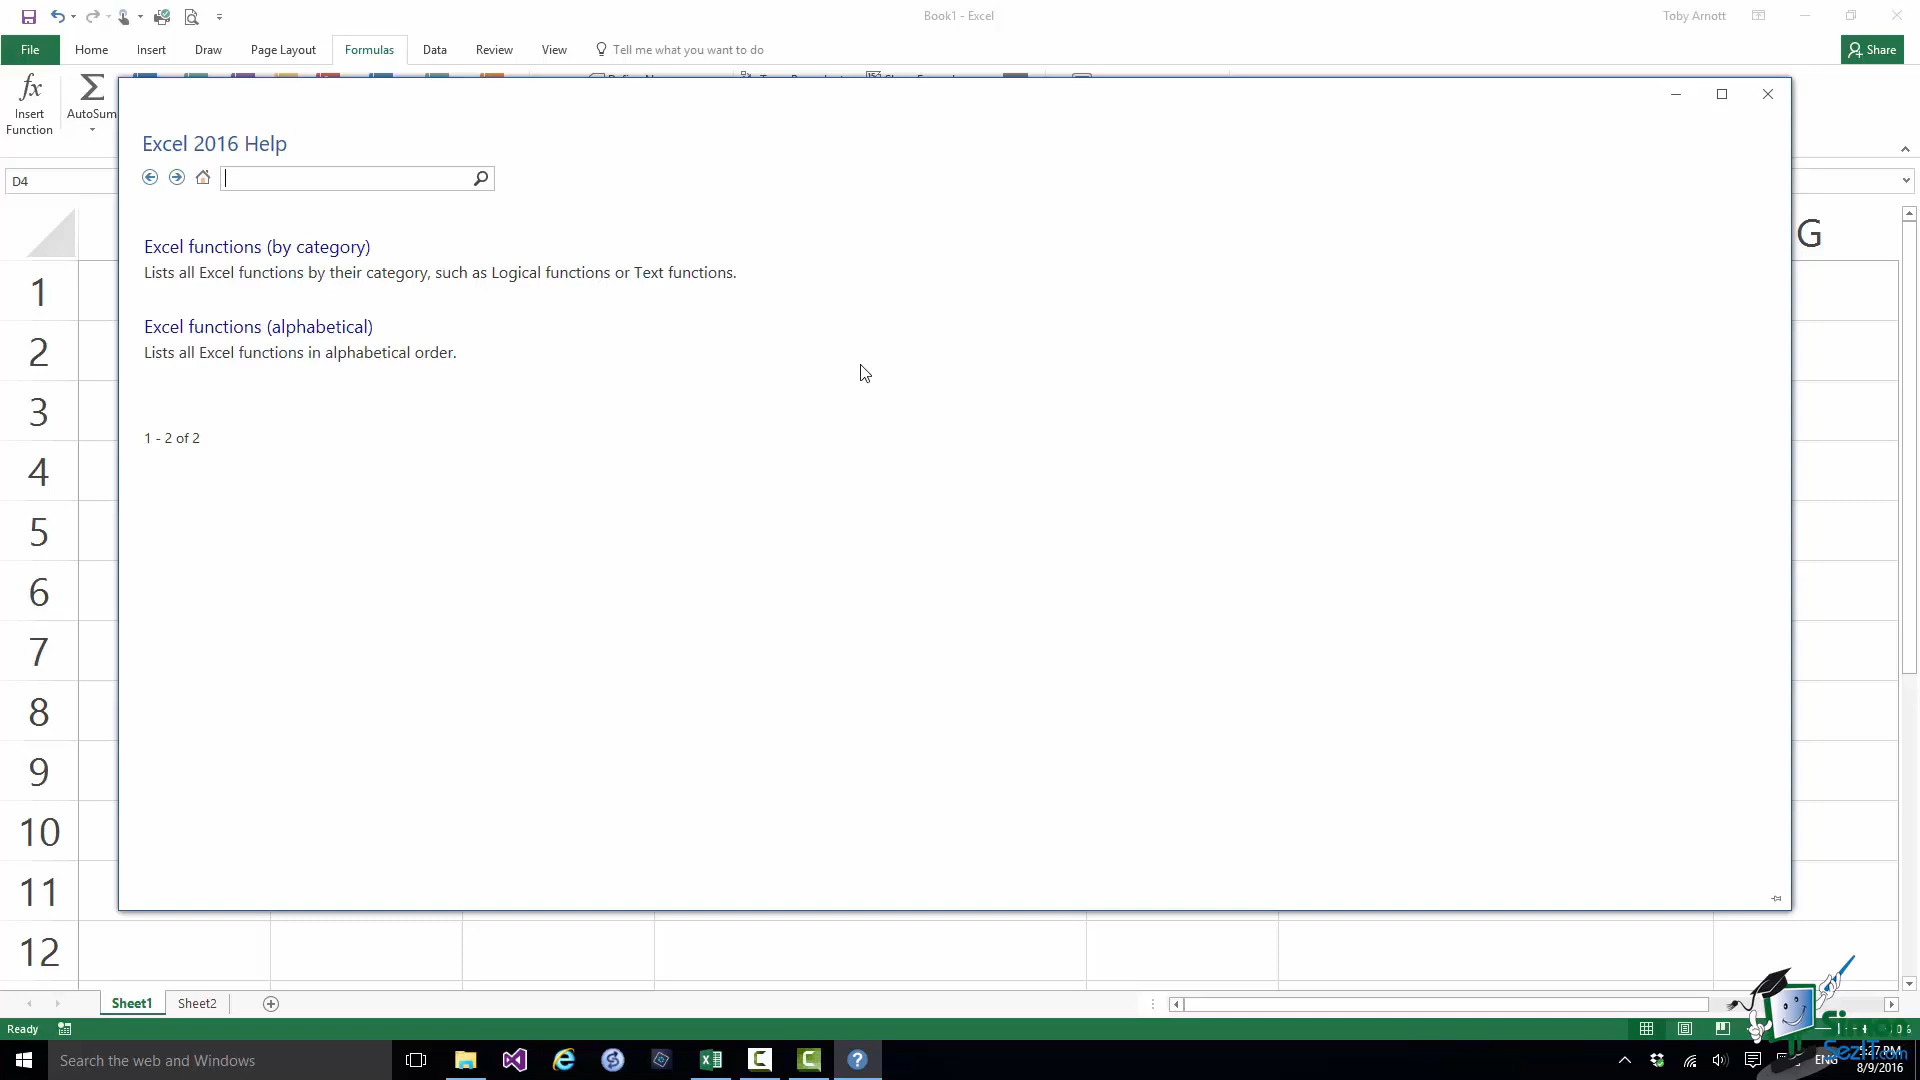 Book1 - Excel
Toby Arnott
File
Home
Insert
Draw
Page Layout
Formulas
Data
Review
View
Tell me what you want to do
Share
fx
Insert
Function
AutoSum
D4
Excel 2016 Help
Excel functions (by category)
Lists all Excel functions by their category, such as Logical functions or Text functions.
Excel functions (alphabetical)
Lists all Excel functions in alphabetical order.
1 - 2 of 2
G
1
2
3
4
5
6
7
8
9
10
11
12
Sheet1
Sheet2
Ready
Search the web and Windows
ENG
SezIT.com
8/9/2016